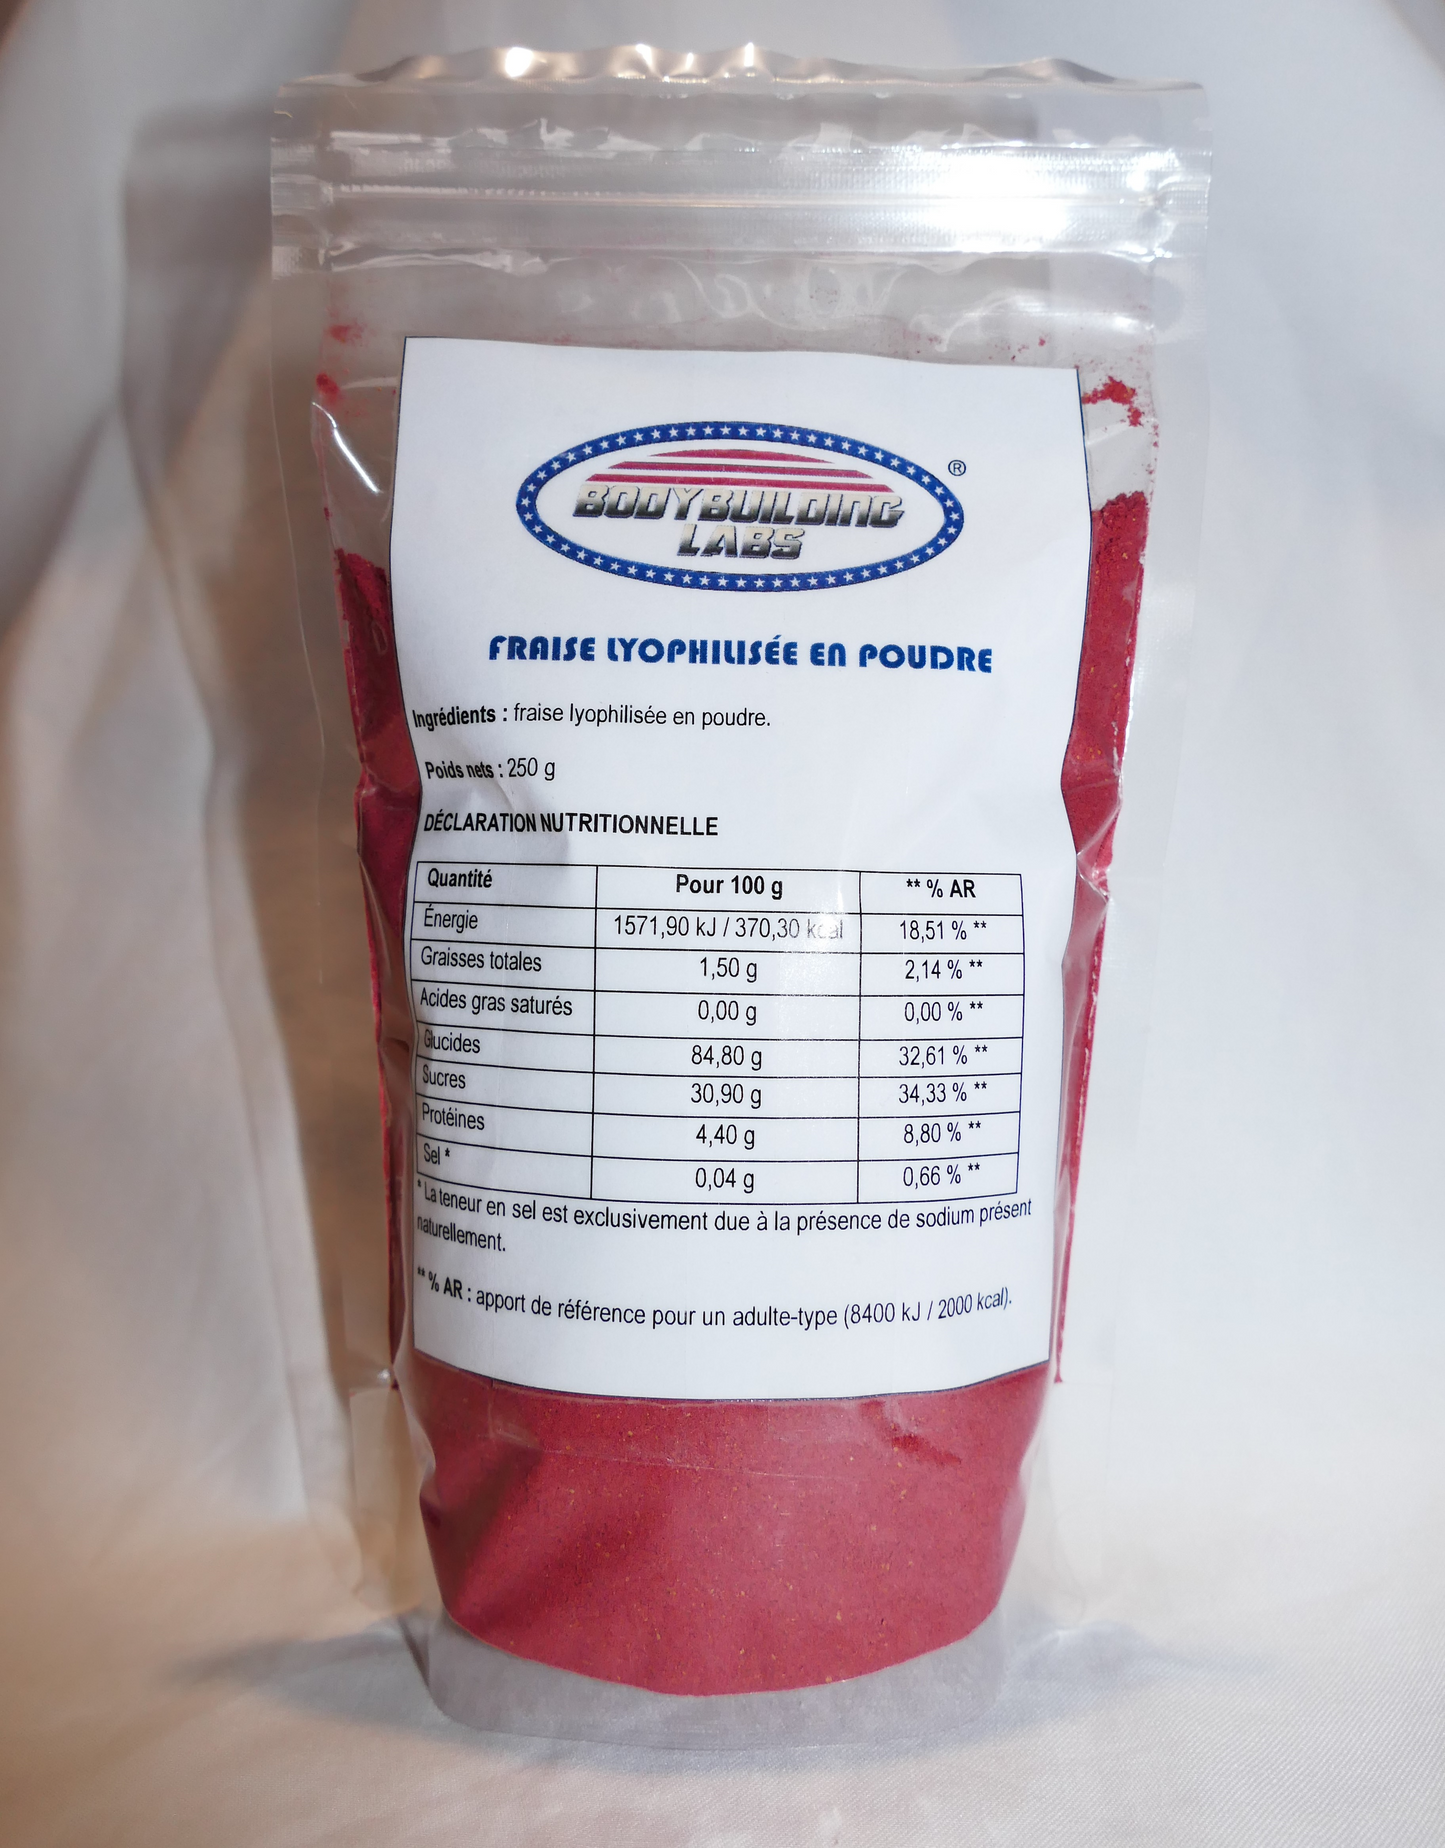 BODYBUILDING
LABS
®
FRAISE LYOPHILISÉE EN POUDRE
Ingrédients : fraise lyophilisée en poudre.
Poids nets : 250 g
DÉCLARATION NUTRITIONNELLE
Quantité Pour 100 g ** % AR
Énergie 1571,90 kJ / 370,30 kcal 18,51 % **
Graisses totales 1,50 g 2,14 % **
Acides gras saturés 0,00 g 0,00 % **
Glucides 84,80 g 32,61 % **
Sucres 30,90 g 34,33 % **
Protéines 4,40 g 8,80 % **
Sel * 0,04 g 0,66 % **
* La teneur en sel est exclusivement due à la présence de sodium présent
naturellement.
** % AR : apport de référence pour un adulte-type (8400 kJ / 2000 kcal).